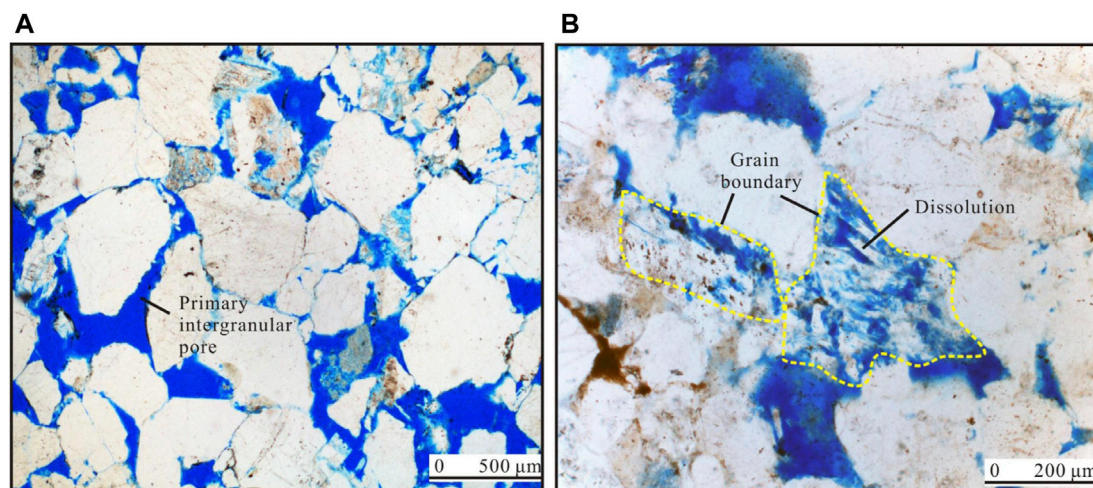 A
B
Primary
intergranular
pore
0 500 μm
Grain
boundary
Dissolution
0 200 μm